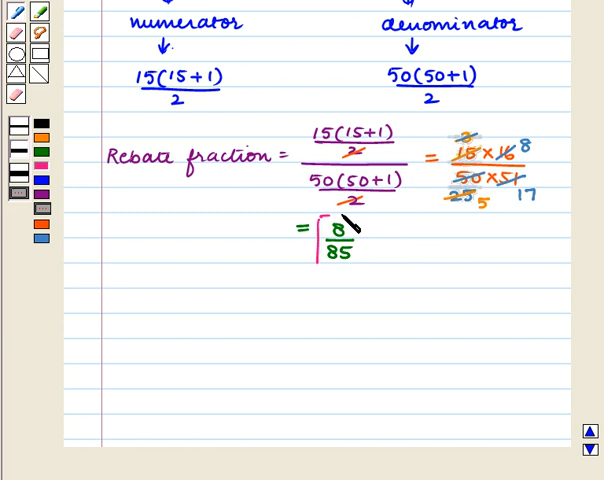 numerator denominator
↓ ↓
15(15+1)/2 50(50+1)/2
Rebate fraction = (15(15+1)/2)/(50(50+1)/2) = (15×16)/(50×51)
3 8
25 5 17
= 8/85